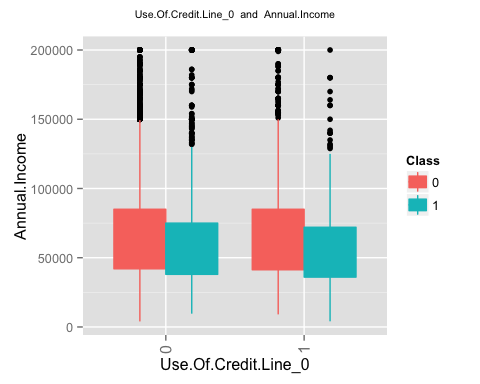 Use.Of.Credit.Line_0 and Annual.Income
200000
150000
100000
50000
0
Annual.Income
0
1
Use.Of.Credit.Line_0
Class
0
1